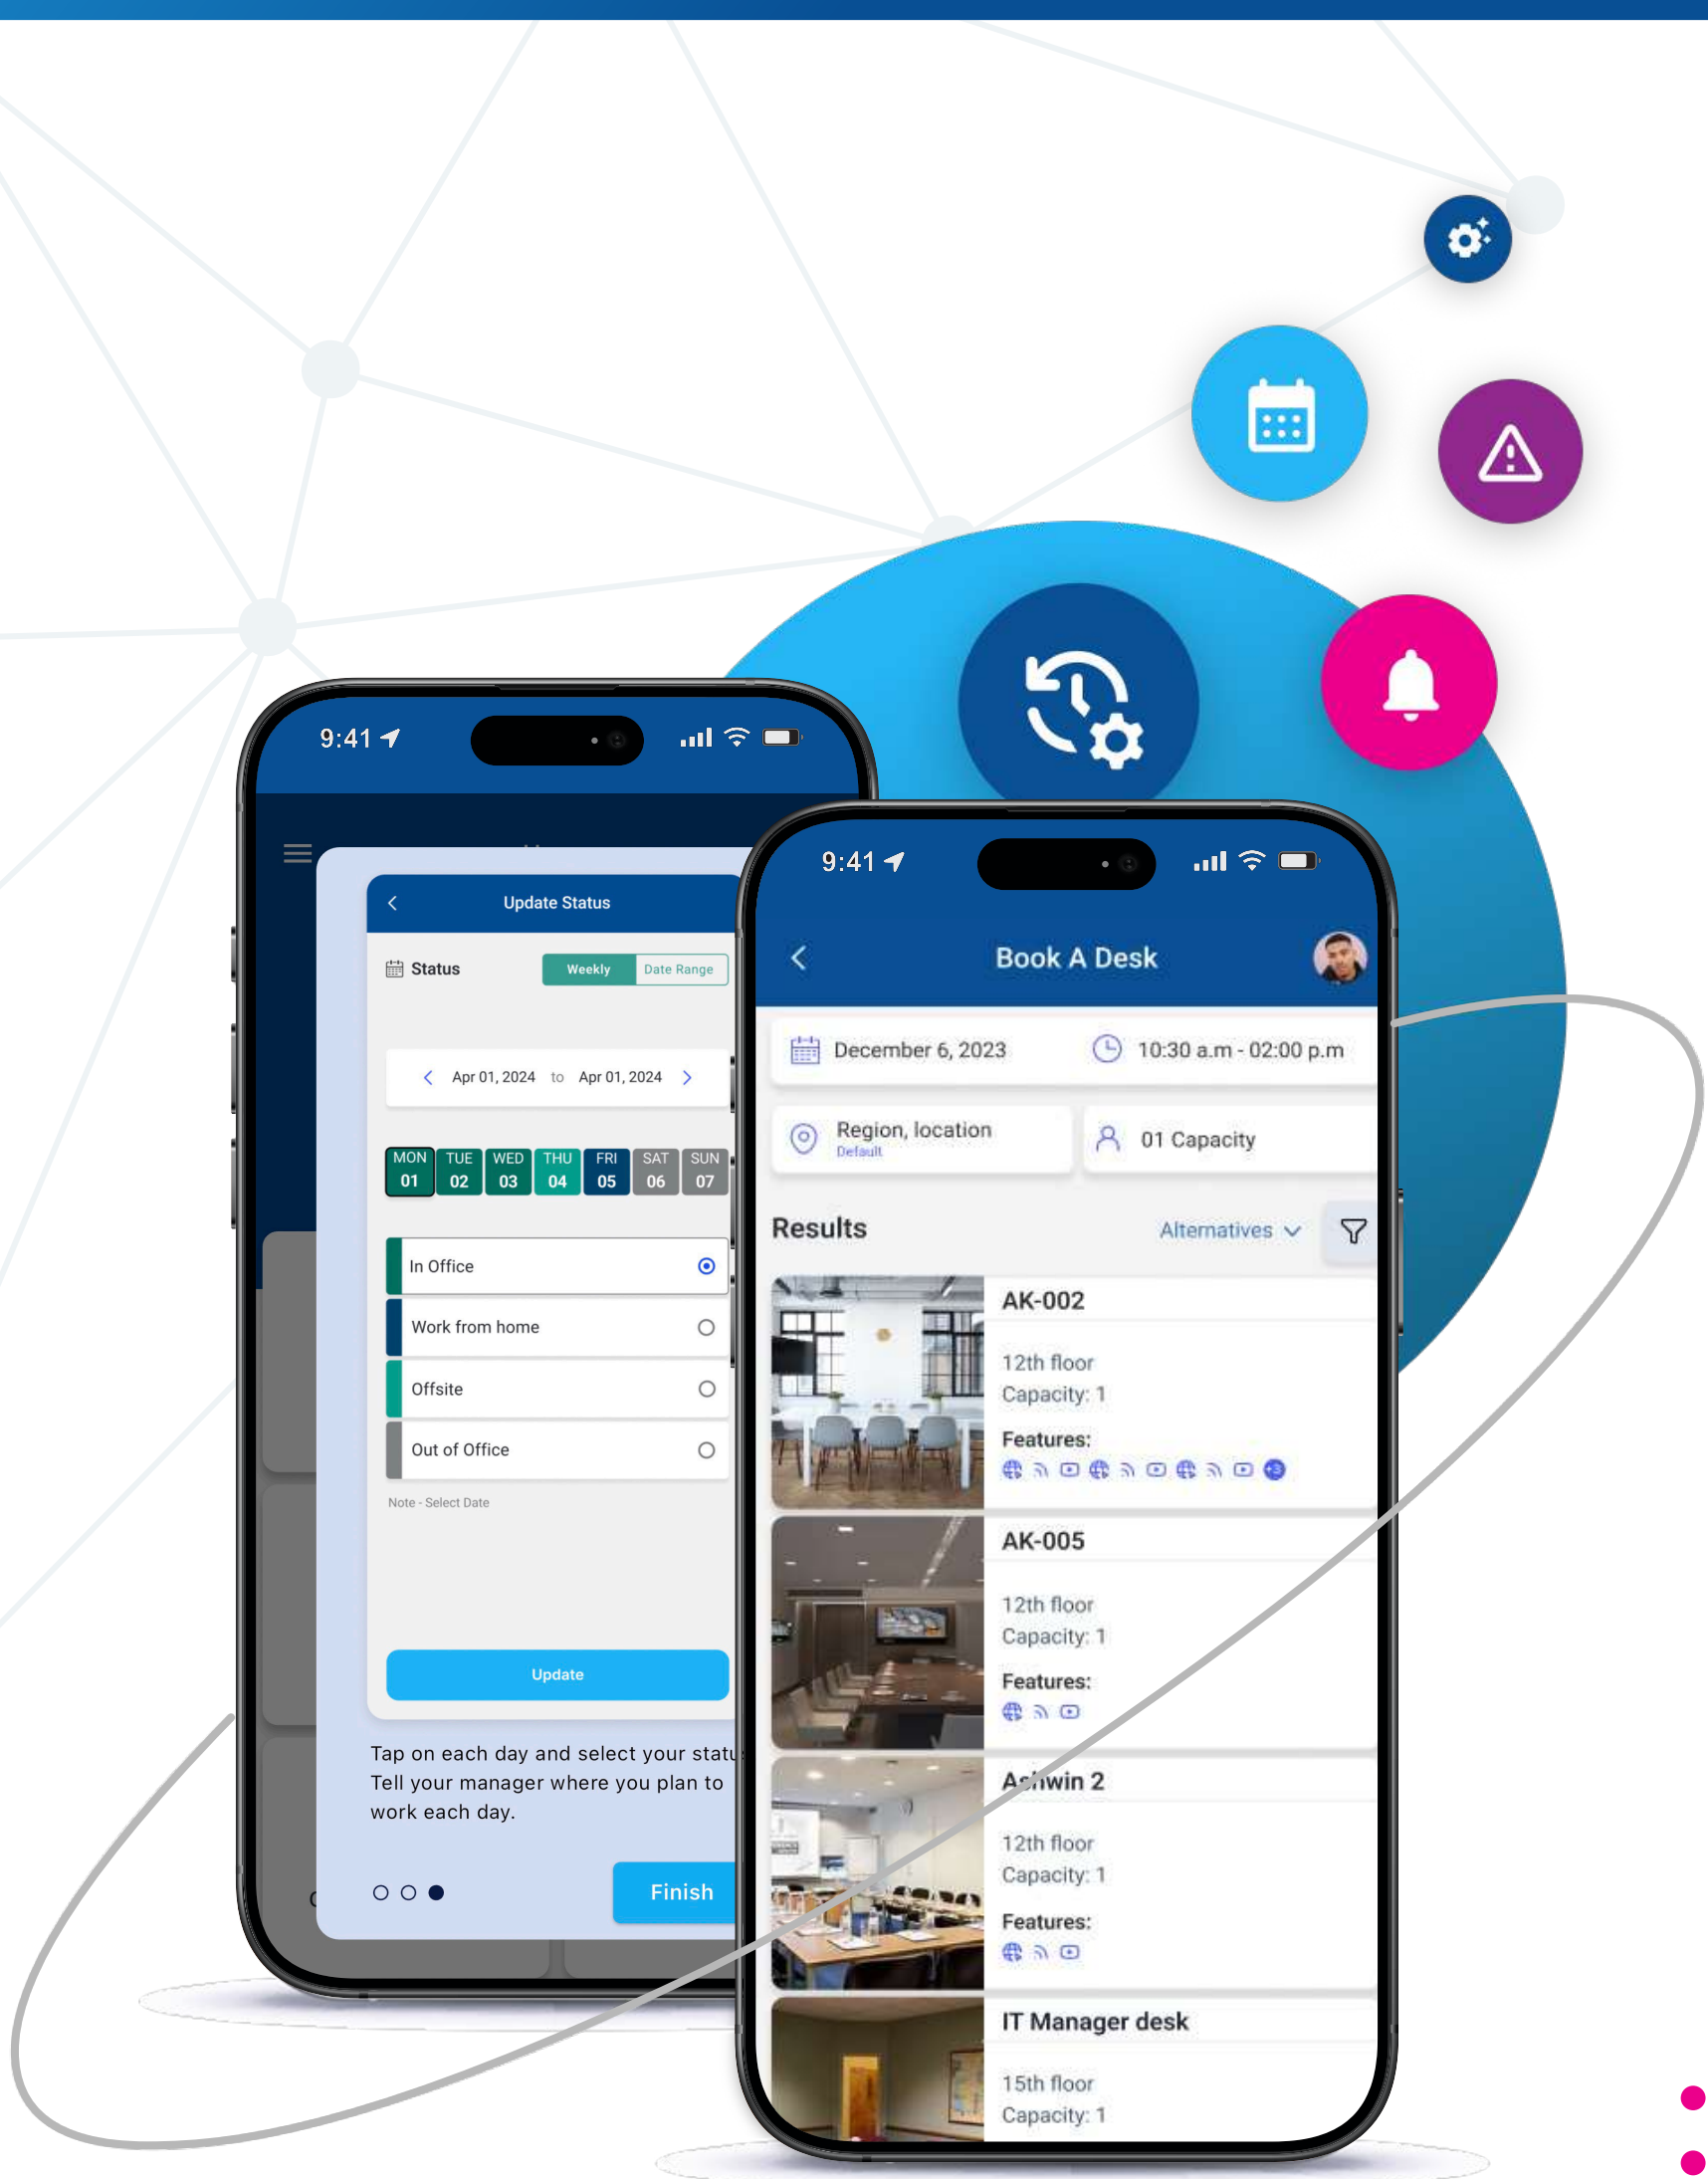 9:41
Update Status
Status
Weekly
Date Range
Apr 01, 2024 to Apr 01, 2024
MON TUE WED THU FRI SAT SUN
01 02 03 04 05 06 07
In Office
Work from home
Offsite
Out of Office
Note - Select Date
Update
Tap on each day and select your
Tell your manager where you plan to
work each day.
Finish
9:41
Book A Desk
December 6, 2023
10:30 a.m - 02:00 p.m
Region, location
Default
01 Capacity
Results
Alternatives
AK-002
12th floor
Capacity: 1
Features:
+3
AK-005
12th floor
Capacity: 1
Features:
Ashwin 2
12th floor
Capacity: 1
Features:
IT Manager desk
15th floor
Capacity: 1